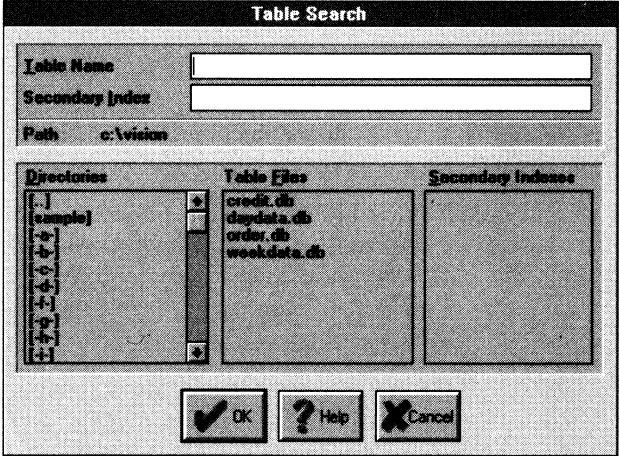 Table Search
Table Name
Secondary Index
Path c:\vision
Directories
[..]
[sample]
[-a-]
[-b-]
[-c-]
[-d-]
[-f-]
[-g-]
[-h-]
[-i-]
Table Files
credit.db
daydata.db
order.db
weekdata.db
Secondary Indexes
OK
Help
Cancel